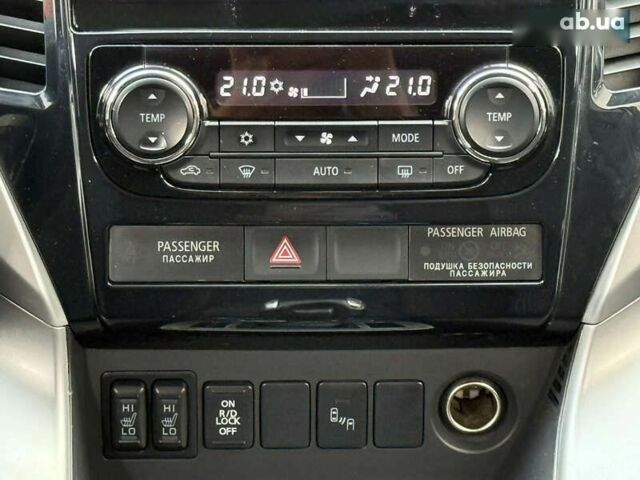 ab.ua
21.0
21.0
TEMP
TEMP
MODE
AUTO
OFF
PASSENGER
ПАССАЖИР
PASSENGER AIRBAG
ПОДУШКА БЕЗОПАСНОСТИ
ПАССАЖИРА
HI
LO
HI
LO
ON
R/D
LOCK
OFF